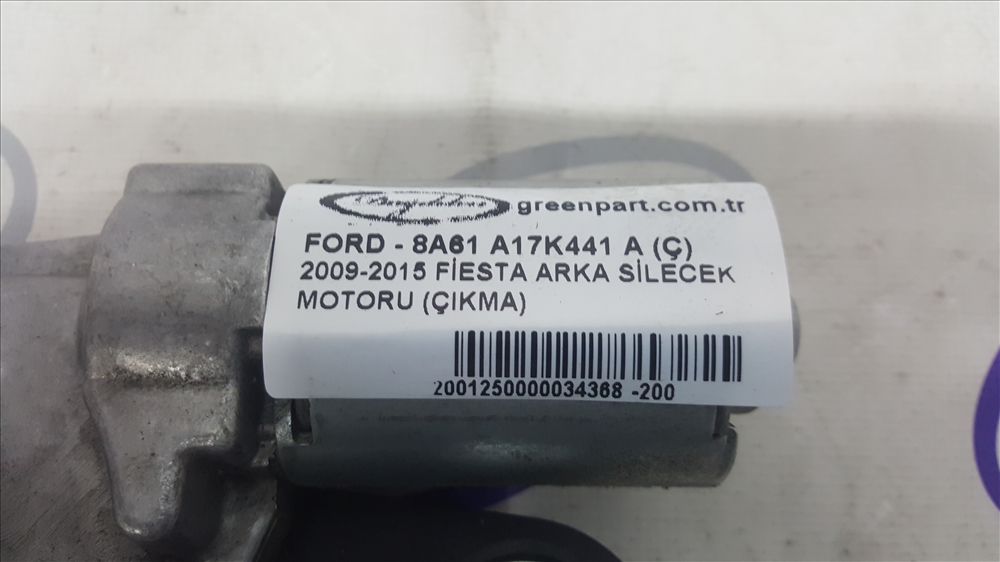 greenpart.com.tr
FORD - 8A61 A17K441 A (Ç)
2009-2015 FİESTA ARKA SİLECEK
MOTORU (ÇIKMA)
2001250000034368 -200